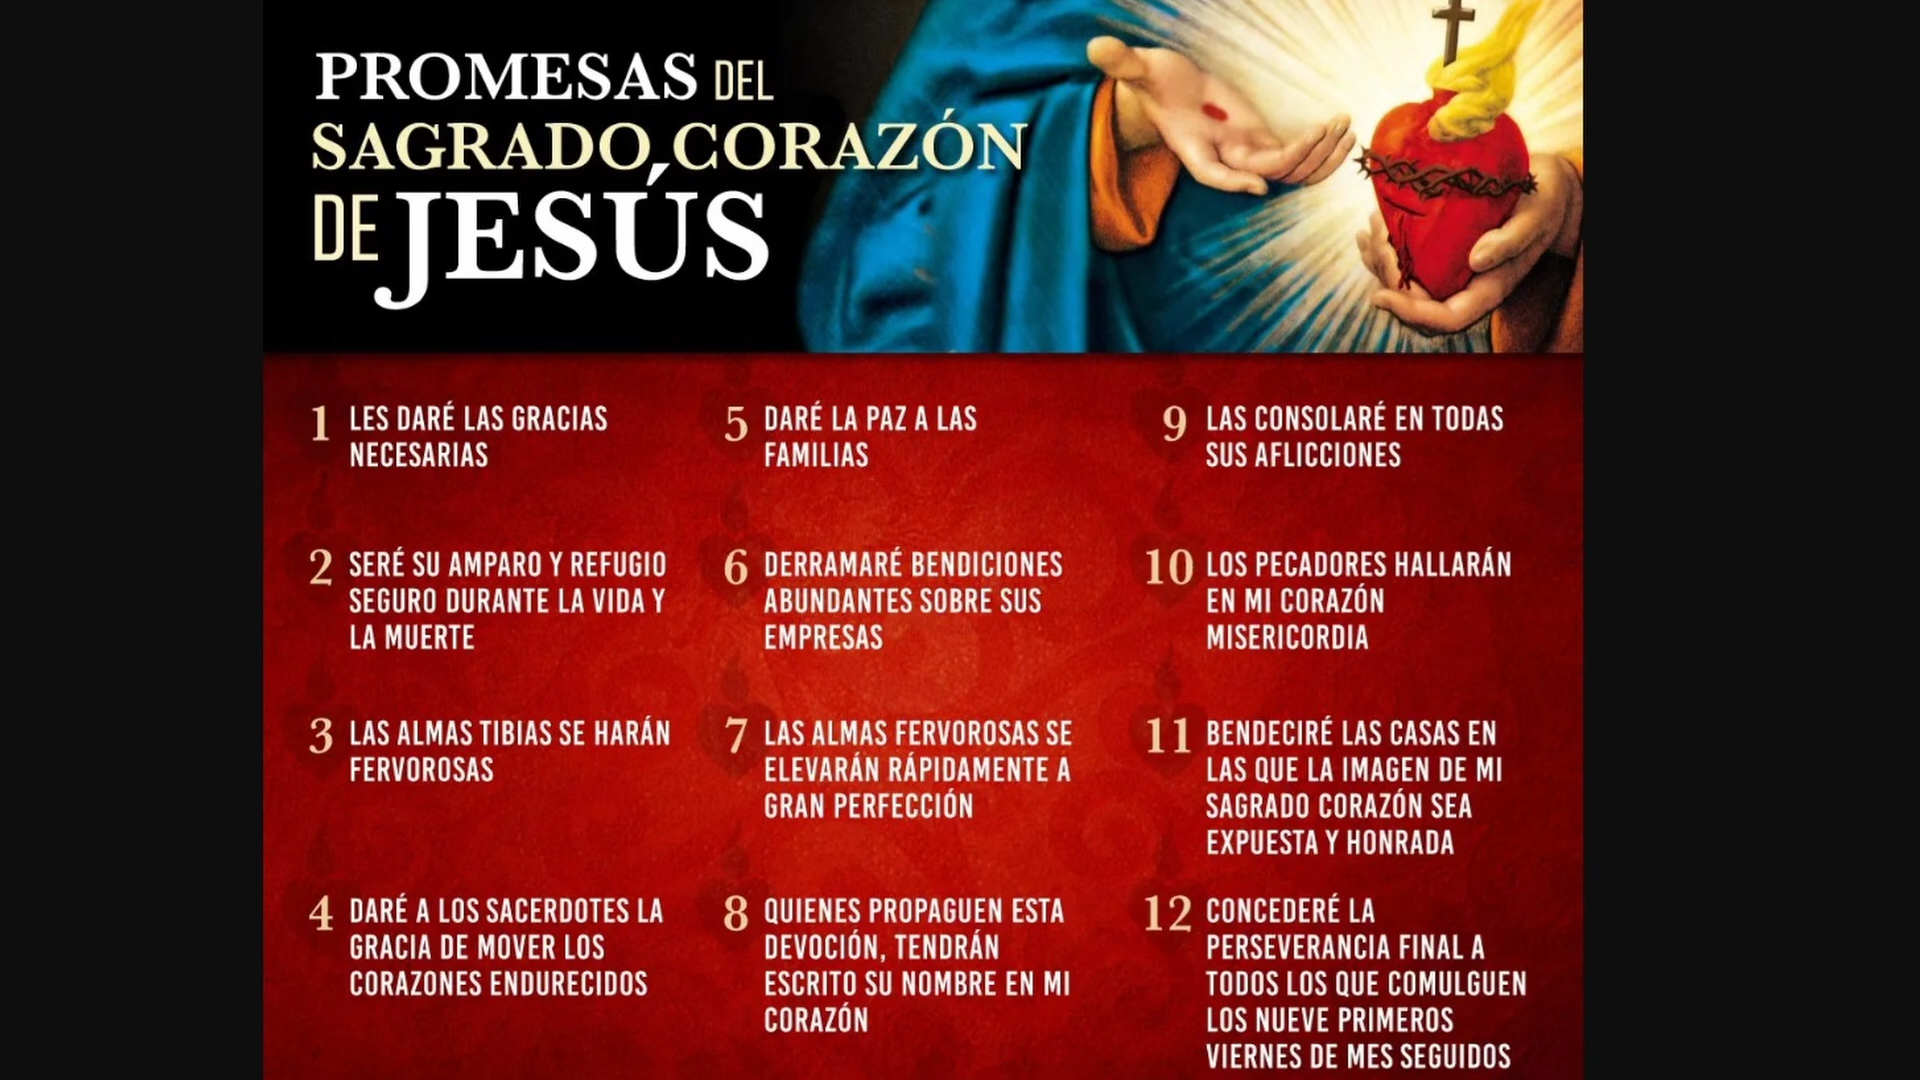 PROMESAS DEL
SAGRADO CORAZÓN
DE JESÚS
1 LES DARÉ LAS GRACIAS
NECESARIAS
2 SERÉ SU AMPARO Y REFUGIO
SEGURO DURANTE LA VIDA Y
LA MUERTE
3 LAS ALMAS TIBIAS SE HARÁN
FERVOROSAS
4 DARÉ A LOS SACERDOTES LA
GRACIA DE MOVER LOS
CORAZONES ENDURECIDOS
5 DARÉ LA PAZ A LAS
FAMILIAS
6 DERRAMARÉ BENDICIONES
ABUNDANTES SOBRE SUS
EMPRESAS
7 LAS ALMAS FERVOROSAS SE
ELEVARÁN RÁPIDAMENTE A
GRAN PERFECCIÓN
8 QUIENES PROPAGUEN ESTA
DEVOCIÓN, TENDRÁN
ESCRITO SU NOMBRE EN MI
CORAZÓN
9 LAS CONSOLARÉ EN TODAS
SUS AFLICCIONES
10 LOS PECADORES HALLARÁN
EN MI CORAZÓN
MISERICORDIA
11 BENDECIRÉ LAS CASAS EN
LAS QUE LA IMAGEN DE MI
SAGRADO CORAZÓN SEA
EXPUESTA Y HONRADA
12 CONCEDERÉ LA
PERSEVERANCIA FINAL A
TODOS LOS QUE COMULGUEN
LOS NUEVE PRIMEROS
VIERNES DE MES SEGUIDOS